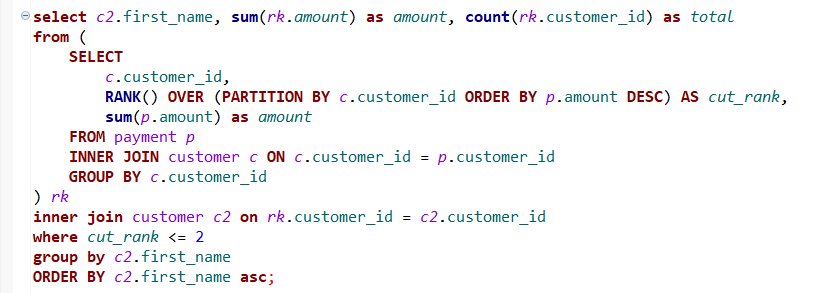 select c2.first_name, sum(rk.amount) as amount, count(rk.customer_id) as total
from (
    SELECT
        c.customer_id,
        RANK() OVER (PARTITION BY c.customer_id ORDER BY p.amount DESC) AS cut_rank,
        sum(p.amount) as amount
    FROM payment p
    INNER JOIN customer c ON c.customer_id = p.customer_id
    GROUP BY c.customer_id
) rk
inner join customer c2 on rk.customer_id = c2.customer_id
where cut_rank <= 2
group by c2.first_name
ORDER BY c2.first_name asc;